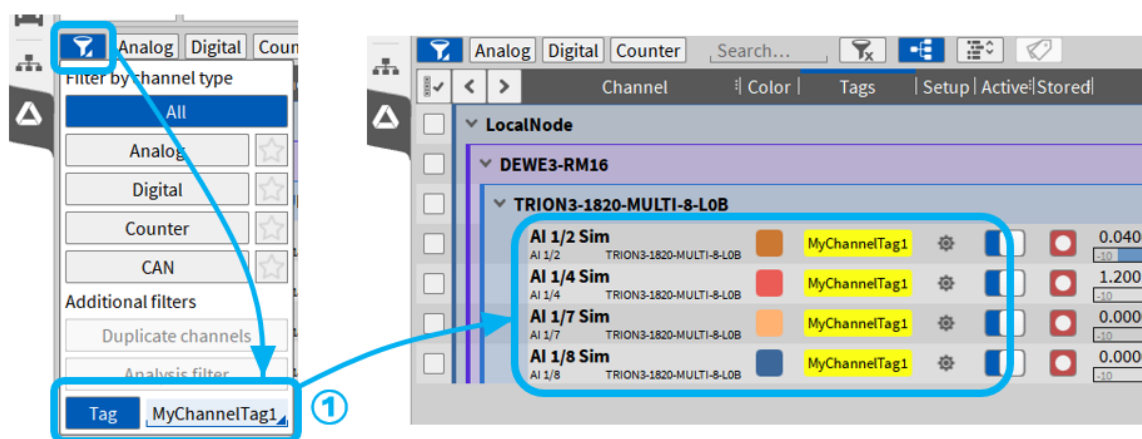 Analog Digital Coun
Filter by channel type
All
Analog
Digital
Counter
CAN
Additional filters
Duplicate channels
Analysis filter
Tag MyChannelTag1
1
Analog Digital Counter Search...
Channel Color Tags Setup Active Stored
LocalNode
DEWE3-RM16
TRION3-1820-MULTI-8-L0B
AI 1/2 Sim MyChannelTag1 0.040
AI 1/2 TRION3-1820-MULTI-8-L0B -10
AI 1/4 Sim MyChannelTag1 1.200
AI 1/4 TRION3-1820-MULTI-8-L0B -10
AI 1/7 Sim MyChannelTag1 0.000
AI 1/7 TRION3-1820-MULTI-8-L0B -10
AI 1/8 Sim MyChannelTag1 0.000
AI 1/8 TRION3-1820-MULTI-8-L0B -10